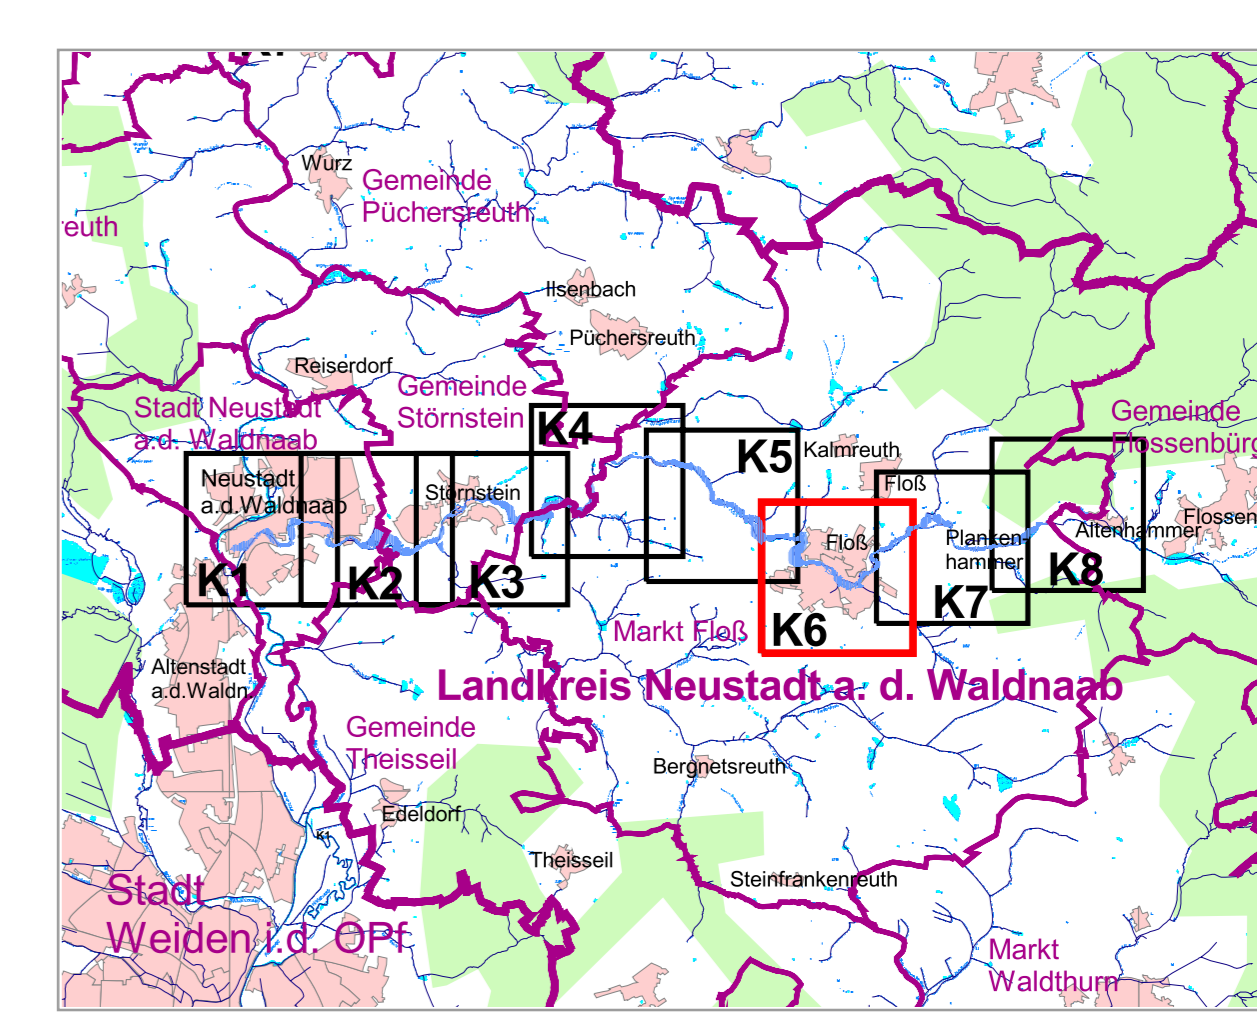 Wurz
Gemeinde
Püchersreuth
reuth
Ilsenbach
Püchersreuth
Reiserdorf
Gemeinde
Störnstein
Stadt Neustadt
a.d. Waldnaab
Gemeinde
Flossenbürg
K4
K5
Kalmreuth
Neustadt
a.d.Waldnaab
Störnstein
Floß
Floß
Planken-
hammer
Altenhammer
Flossen
K1
K2
K3
K6
K7
K8
Markt Floß
Altenstadt
a.d.Waldn
Landkreis Neustadt a. d. Waldnaab
Gemeinde
Theisseil
Bergnetsreuth
Edeldorf
K1
Theisseil
Steinfrankenreuth
Stadt
Weiden i.d. OPf
Markt
Waldthurn